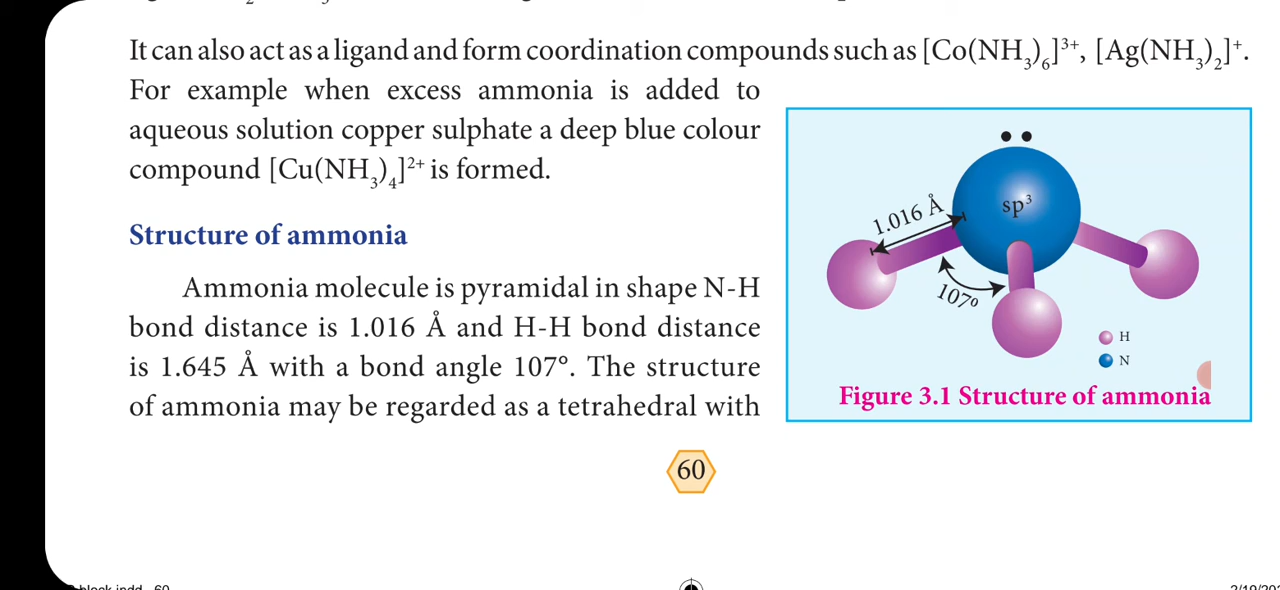 It can also act as a ligand and form coordination compounds such as [Co(NH₃)₆]³⁺, [Ag(NH₃)₂]⁺.
For example when excess ammonia is added to
aqueous solution copper sulphate a deep blue colour
compound [Cu(NH₃)₄]²⁺ is formed.
Structure of ammonia
Ammonia molecule is pyramidal in shape N-H
bond distance is 1.016 Å and H-H bond distance
is 1.645 Å with a bond angle 107°. The structure
of ammonia may be regarded as a tetrahedral with
sp³
1.016 Å
107⁰
H
N
Figure 3.1 Structure of ammonia
60